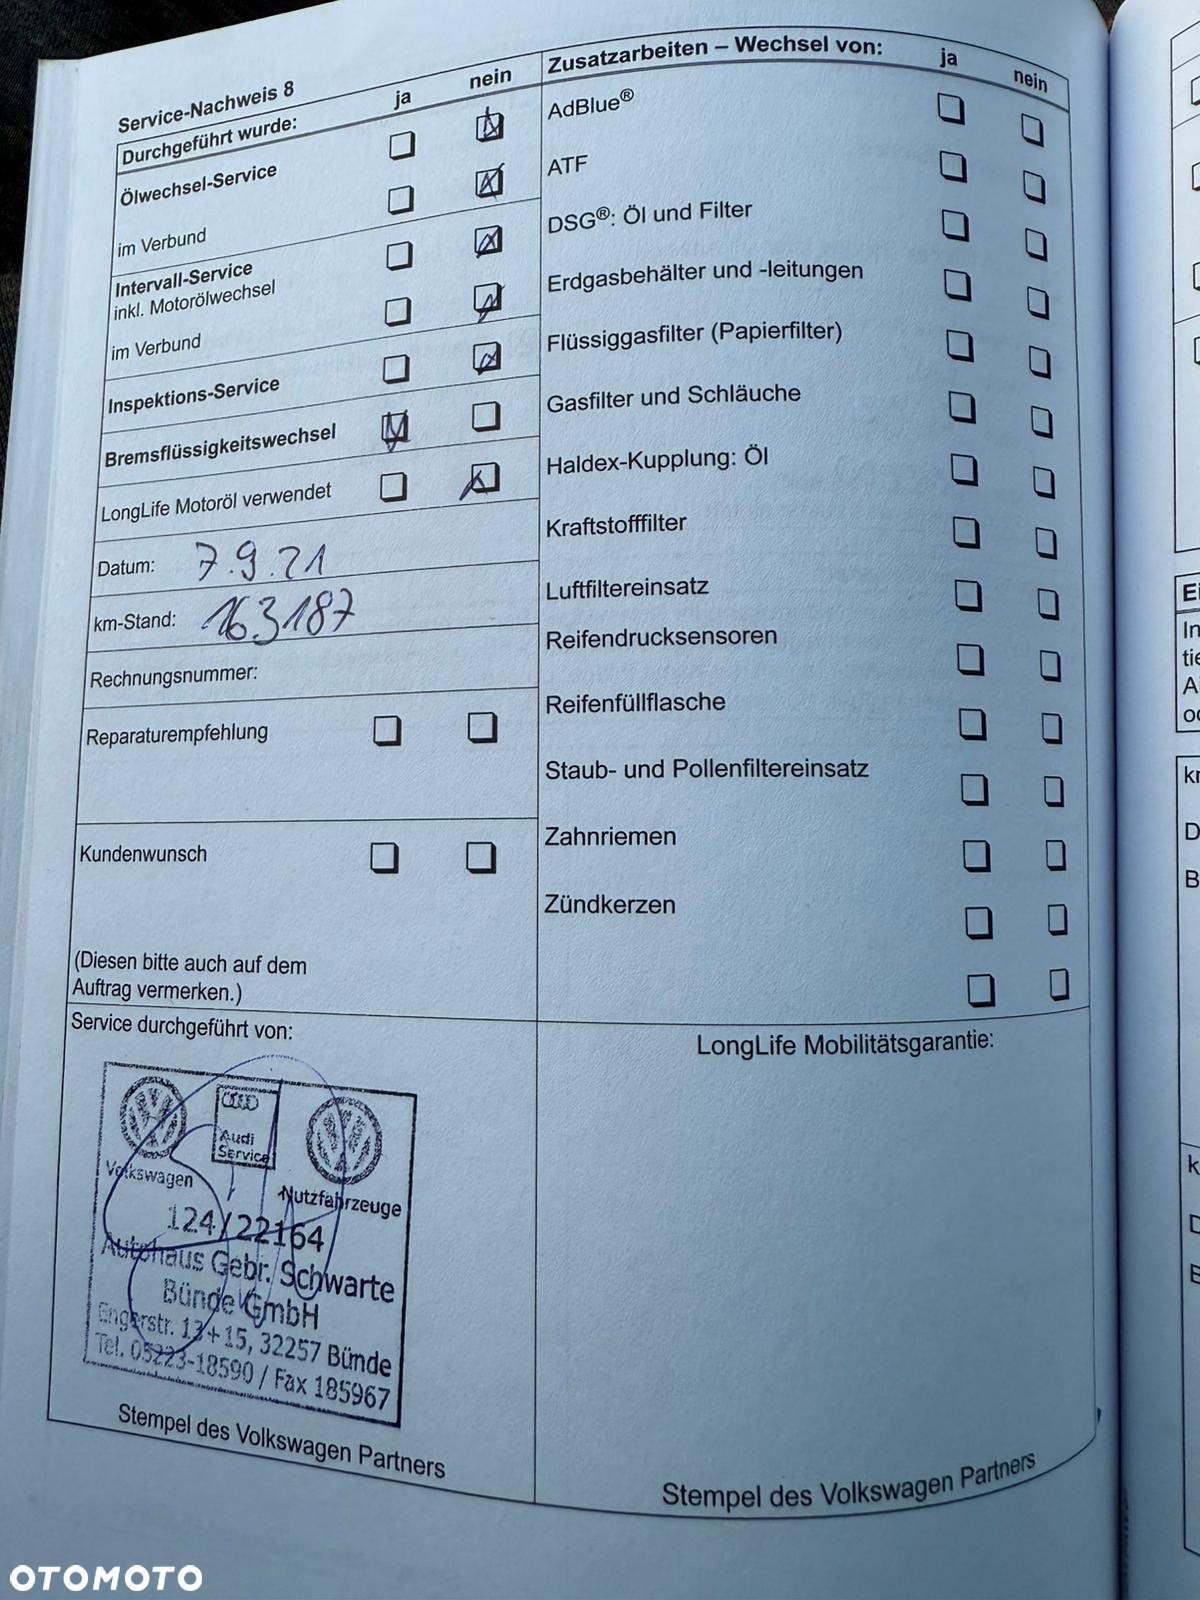 Service-Nachweis 8
Durchgeführt wurde: ja nein
Ölwechsel-Service
im Verbund
Intervall-Service
inkl. Motorölwechsel
im Verbund
Inspektions-Service
Bremsflüssigkeitswechsel
LongLife Motoröl verwendet
Datum: 7.9.21
km-Stand: 163187
Rechnungsnummer:
Reparaturempfehlung
Kundenwunsch
(Diesen bitte auch auf dem
Auftrag vermerken.)
Service durchgeführt von:
Audi
Service
Volkswagen
Nutzfahrzeuge
124/22164
Autohaus Gebr. Schwarte
Bünde GmbH
Engerstr. 13+15, 32257 Bünde
Tel. 05223-18590 / Fax 185967
Stempel des Volkswagen Partners
Zusatzarbeiten – Wechsel von: ja nein
AdBlue®
ATF
DSG®: Öl und Filter
Erdgasbehälter und -leitungen
Flüssiggasfilter (Papierfilter)
Gasfilter und Schläuche
Haldex-Kupplung: Öl
Kraftstofffilter
Luftfiltereinsatz
Reifendrucksensoren
Reifenfüllflasche
Staub- und Pollenfiltereinsatz
Zahnriemen
Zündkerzen
LongLife Mobilitätsgarantie:
Stempel des Volkswagen Partners
OTOMOTO